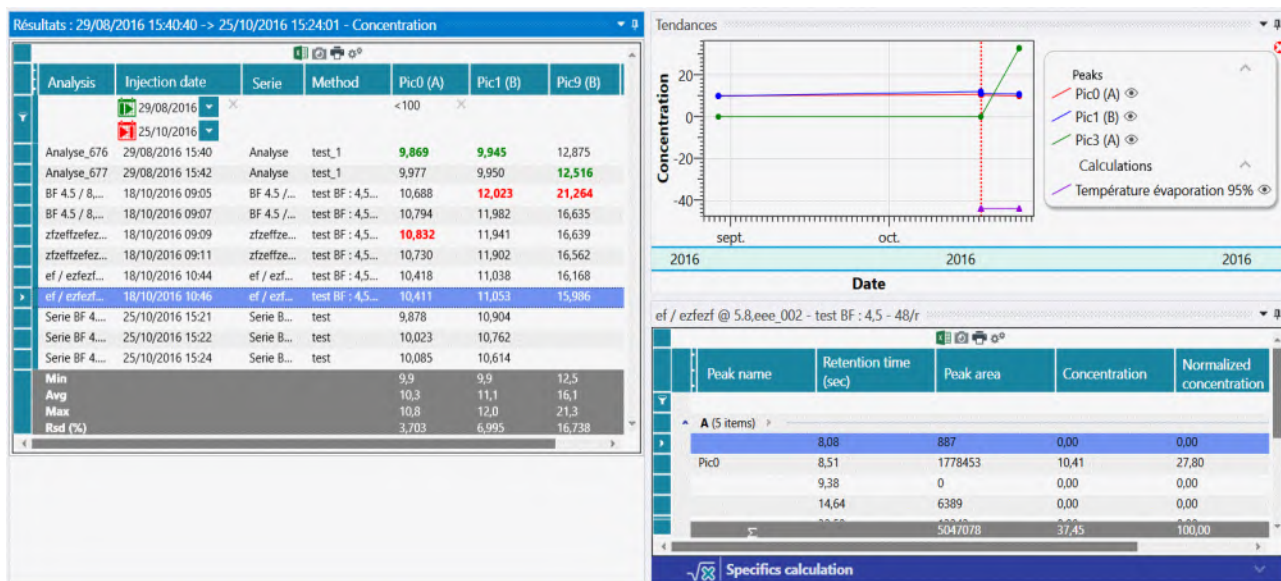 Résultats : 29/08/2016 15:40:40 -> 25/10/2016 15:24:01 - Concentration
Analysis Injection date Serie Method Pic0 (A) Pic1 (B) Pic9 (B)
29/08/2016 <100
25/10/2016
Analyse_676 29/08/2016 15:40 Analyse test_1 9,869 9,945 12,875
Analyse_677 29/08/2016 15:42 Analyse test_1 9,977 9,950 12,516
BF 4.5 / 8,... 18/10/2016 09:05 BF 4.5 /... test BF : 4,5... 10,688 12,023 21,264
BF 4.5 / 8,... 18/10/2016 09:07 BF 4.5 /... test BF : 4,5... 10,794 11,982 16,635
zfzeffzefez... 18/10/2016 09:09 zfzeffze... test BF : 4,5... 10,832 11,941 16,639
zfzeffzefez... 18/10/2016 09:11 zfzeffze... test BF : 4,5... 10,730 11,902 16,562
ef / ezfezf... 18/10/2016 10:44 ef / ezf... test BF : 4,5... 10,418 11,038 16,168
ef / ezfezf... 18/10/2016 10:46 ef / ezf... test BF : 4,5... 10,411 11,053 15,986
Serie BF 4.... 25/10/2016 15:21 Serie B... test 9,878 10,904
Serie BF 4.... 25/10/2016 15:22 Serie B... test 10,023 10,762
Serie BF 4.... 25/10/2016 15:24 Serie B... test 10,085 10,614
Min 9,9 9,9 12,5
Avg 10,3 11,1 16,1
Max 10,8 12,0 21,3
Rsd (%) 3,703 6,995 16,738
Tendances
Concentration
20
0
-20
-40
sept. oct.
2016 2016 2016
Date
Peaks
Pic0 (A)
Pic1 (B)
Pic3 (A)
Calculations
Température évaporation 95%
ef / ezfezf @ 5.8,eee_002 - test BF : 4,5 - 48/r
Peak name Retention time (sec) Peak area Concentration Normalized concentration
A (5 items)
8,08 887 0,00 0,00
Pic0 8,51 1778453 10,41 27,80
9,38 0 0,00 0,00
14,64 6389 0,00 0,00
Σ 5047078 37,45 100,00
Specifics calculation